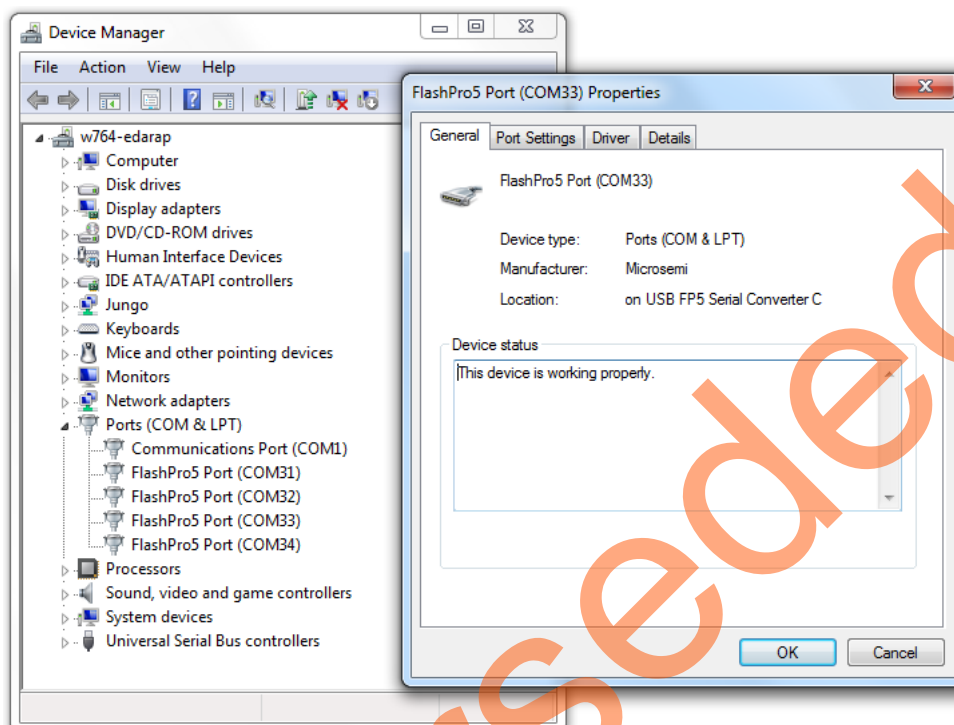 Device Manager
File Action View Help
w764-edarap
Computer
Disk drives
Display adapters
DVD/CD-ROM drives
Human Interface Devices
IDE ATA/ATAPI controllers
Jungo
Keyboards
Mice and other pointing devices
Monitors
Network adapters
Ports (COM & LPT)
Communications Port (COM1)
FlashPro5 Port (COM31)
FlashPro5 Port (COM32)
FlashPro5 Port (COM33)
FlashPro5 Port (COM34)
Processors
Sound, video and game controllers
System devices
Universal Serial Bus controllers
FlashPro5 Port (COM33) Properties
General Port Settings Driver Details
FlashPro5 Port (COM33)
Device type: Ports (COM & LPT)
Manufacturer: Microsemi
Location: on USB FP5 Serial Converter C
Device status
This device is working properly.
OK Cancel